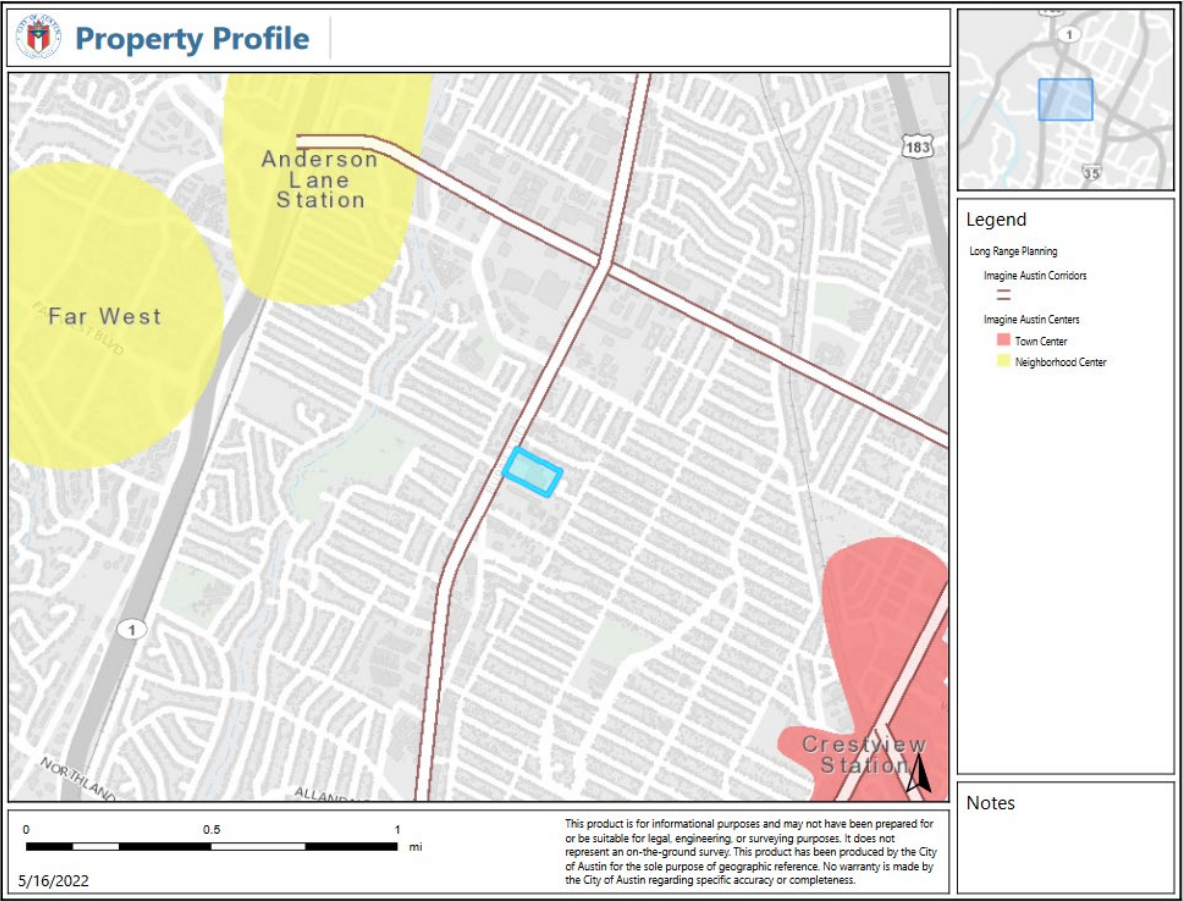 Property Profile
Anderson
Lane
Station
Far West
183
1
NORTHLAND
Crestview
Station
1
35
Legend
Long Range Planning
Imagine Austin Corridors
Imagine Austin Centers
Town Center
Neighborhood Center
Notes
0 0.5 1
mi
5/16/2022
This product is for informational purposes and may not have been prepared for
or be suitable for legal, engineering, or surveying purposes. It does not
represent an on-the-ground survey. This product has been produced by the City
of Austin for the sole purpose of geographic reference. No warranty is made by
the City of Austin regarding specific accuracy or completeness.